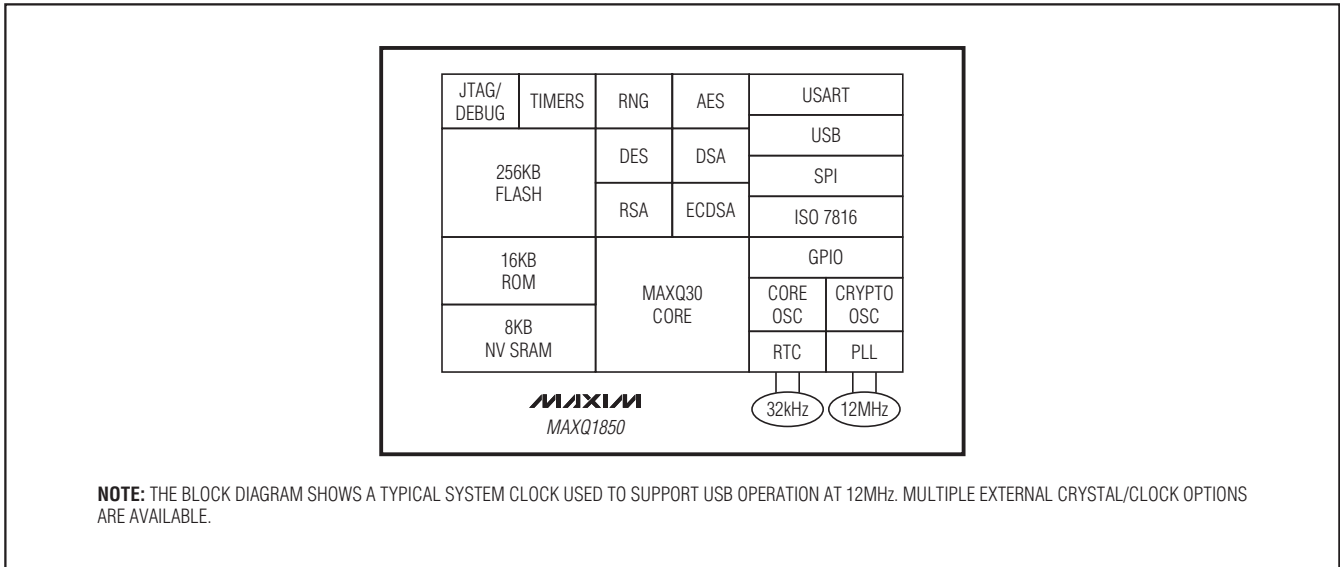 JTAG/
DEBUG
TIMERS
RNG
AES
USART
USB
DES
DSA
256KB
FLASH
SPI
RSA
ECDSA
ISO 7816
16KB
ROM
MAXQ30
CORE
GPIO
CORE
OSC
CRYPTO
OSC
8KB
NV SRAM
RTC
PLL
32kHz
12MHz
MAXIM
MAXQ1850
NOTE: THE BLOCK DIAGRAM SHOWS A TYPICAL SYSTEM CLOCK USED TO SUPPORT USB OPERATION AT 12MHz. MULTIPLE EXTERNAL CRYSTAL/CLOCK OPTIONS
ARE AVAILABLE.